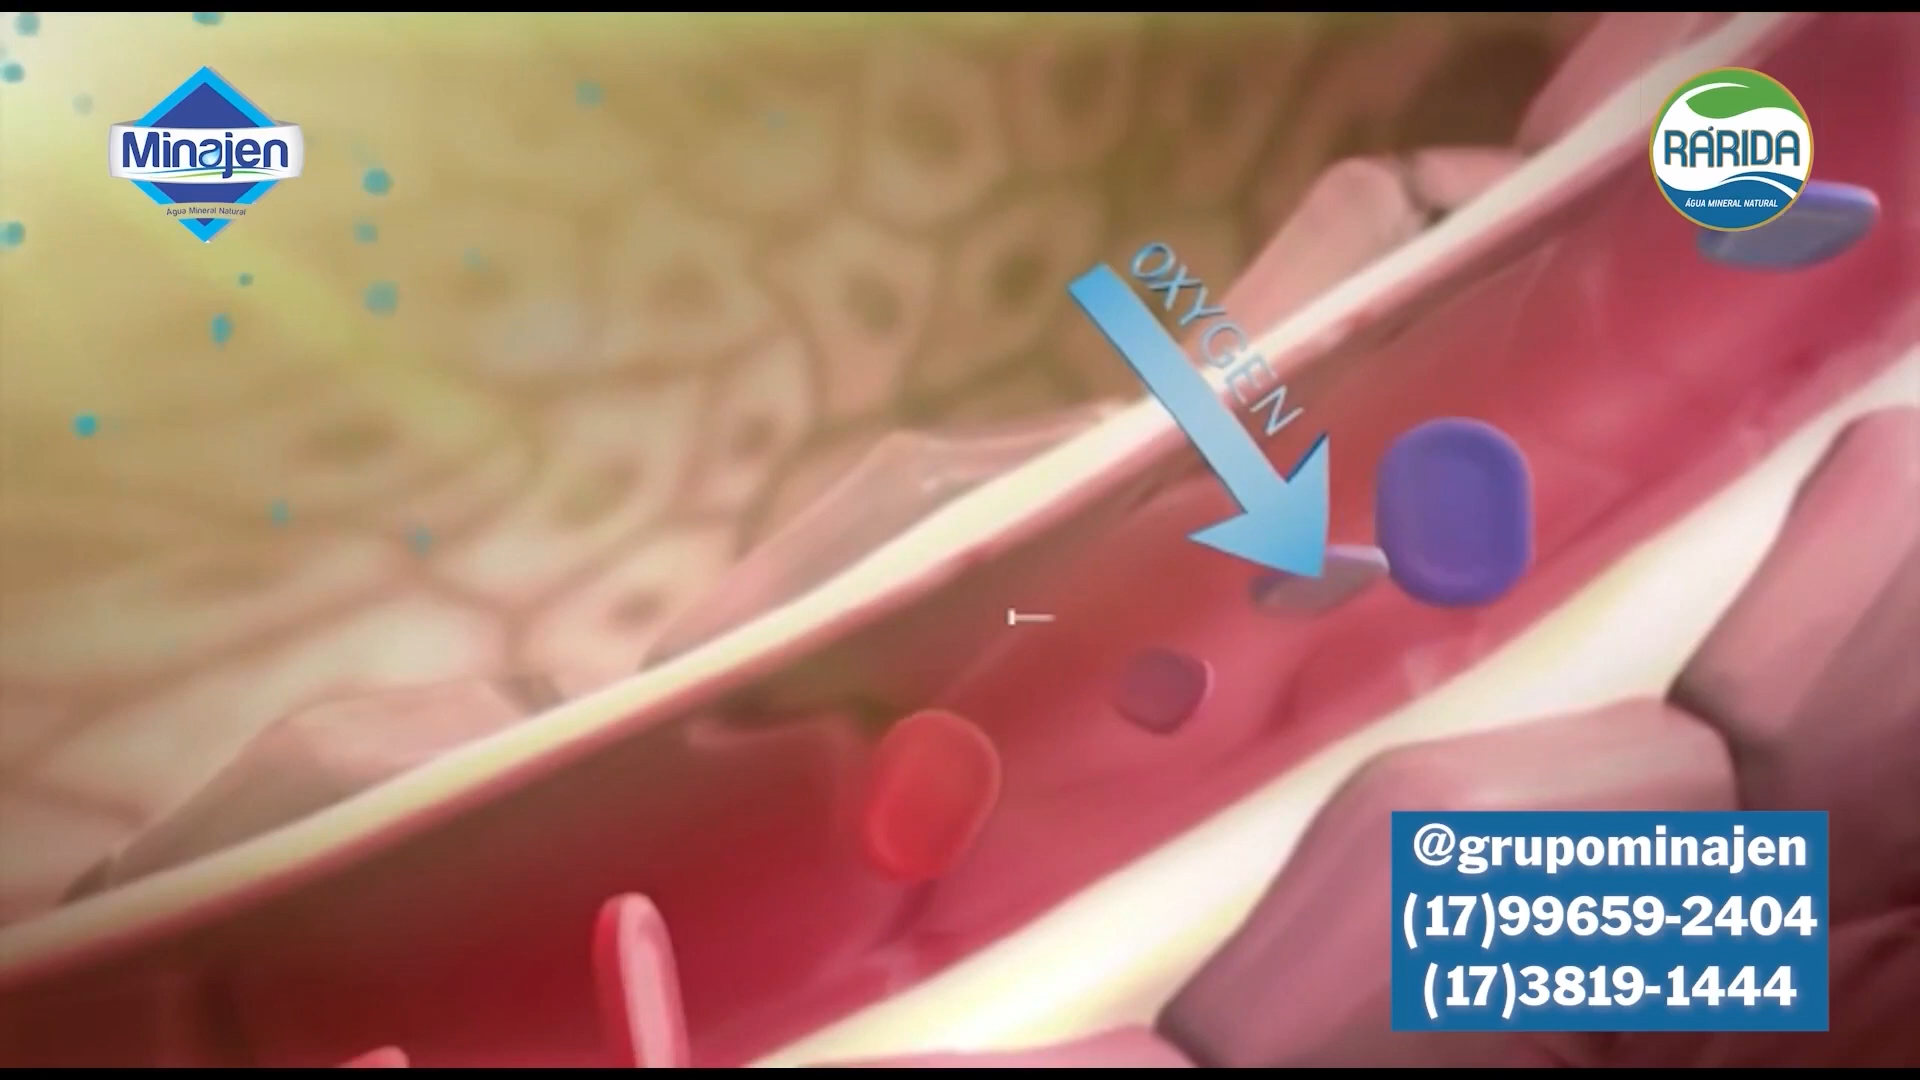 Minajen
Água Mineral Natural
RÁRIDA
ÁGUA MINERAL NATURAL
OXYGEN
@grupominajen
(17)99659-2404
(17)3819-1444